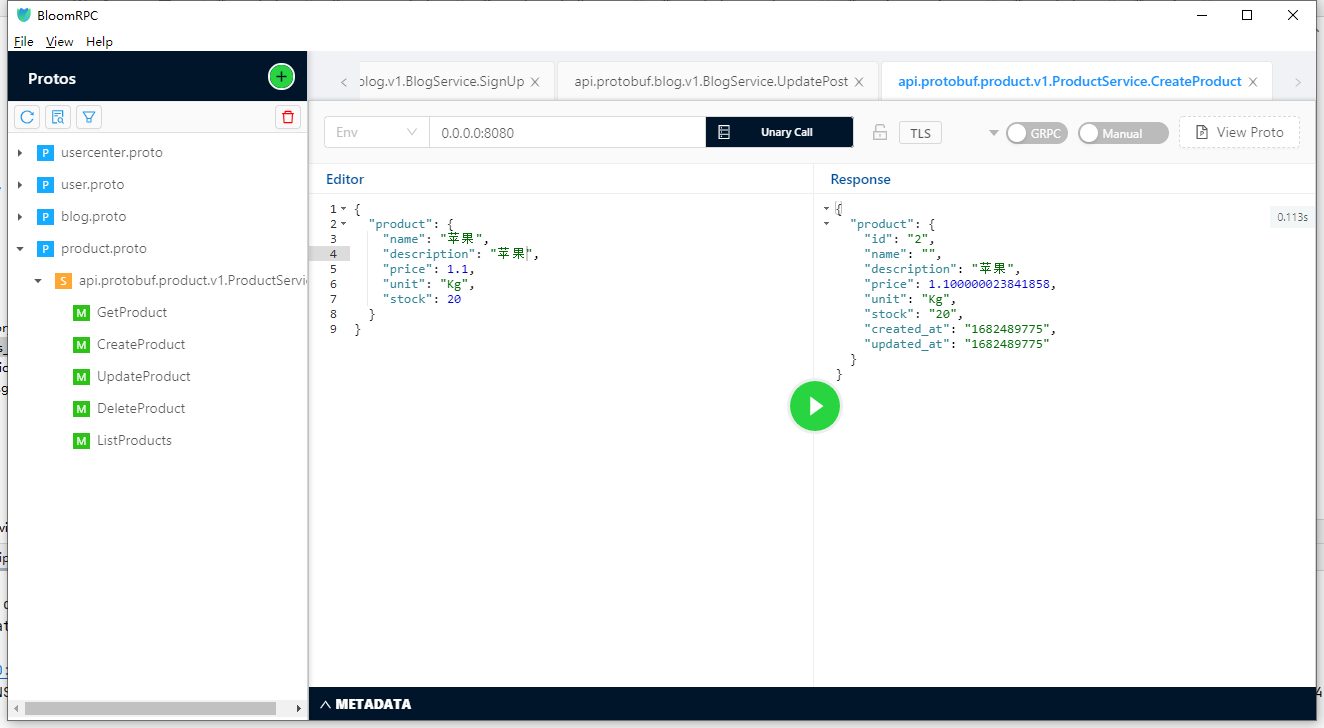 BloomRPC
File View Help
Protos
blog.v1.BlogService.SignUp
api.protobuf.blog.v1.BlogService.UpdatePost
api.protobuf.product.v1.ProductService.CreateProduct
Env
0.0.0.0:8080
Unary Call
TLS
GRPC
Manual
View Proto
usercenter.proto
user.proto
blog.proto
product.proto
S api.protobuf.product.v1.ProductServi
M GetProduct
M CreateProduct
M UpdateProduct
M DeleteProduct
M ListProducts
Editor
1 {
2 "product": {
3 "name": "苹果",
4 "description": "苹果",
5 "price": 1.1,
6 "unit": "Kg",
7 "stock": 20
8 }
9 }
Response
0.113s
{
"product": {
"id": "2",
"name": "",
"description": "苹果",
"price": 1.100000023841858,
"unit": "Kg",
"stock": "20",
"created_at": "1682489775",
"updated_at": "1682489775"
}
}
METADATA